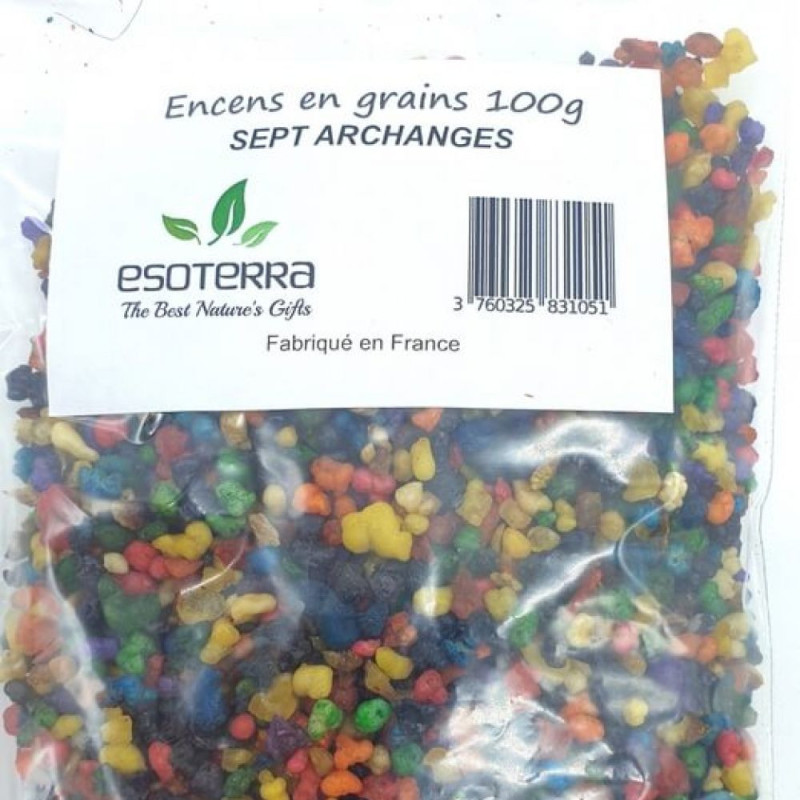 Encens en grains 100g
SEPT ARCHANGES
esoterra
The Best Nature's Gifts
3 760325 831051
Fabriqué en France